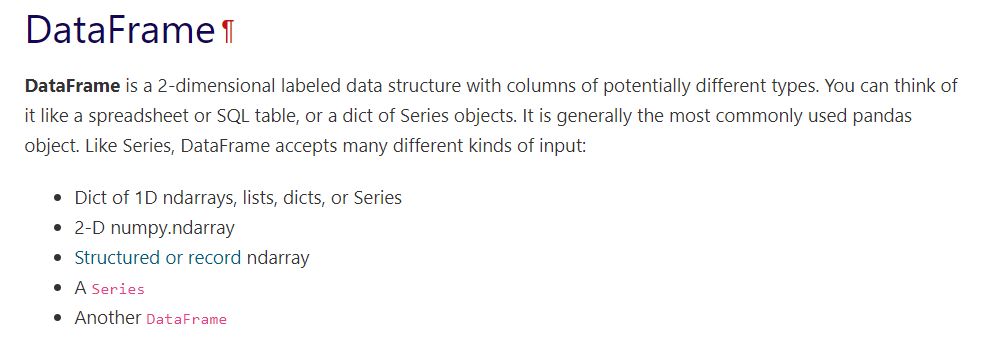 DataFrame¶
DataFrame is a 2-dimensional labeled data structure with columns of potentially different types. You can think of
it like a spreadsheet or SQL table, or a dict of Series objects. It is generally the most commonly used pandas
object. Like Series, DataFrame accepts many different kinds of input:
• Dict of 1D ndarrays, lists, dicts, or Series
• 2-D numpy.ndarray
• Structured or record ndarray
• A Series
• Another DataFrame